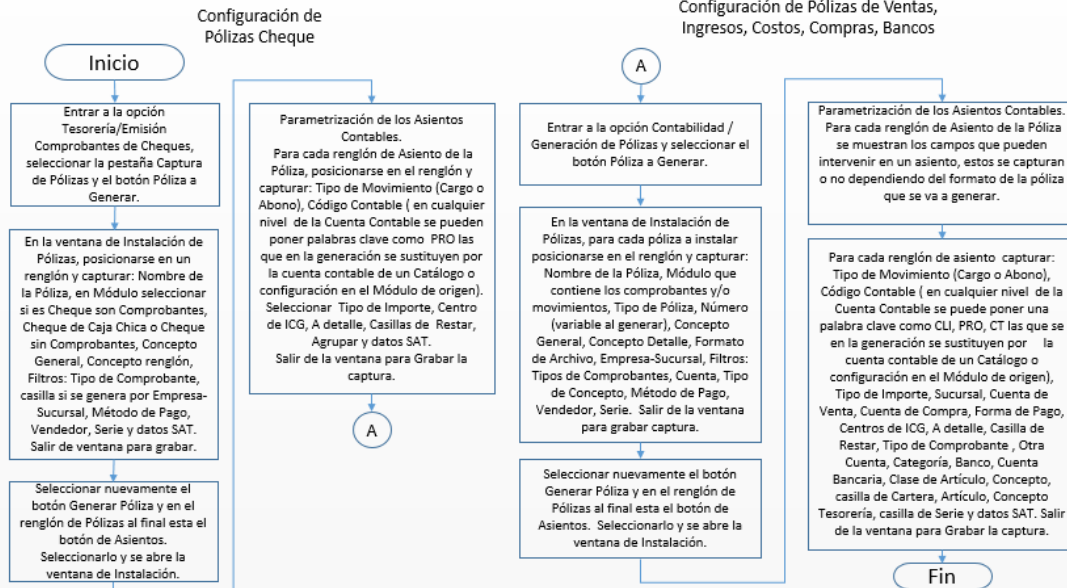 Configuración de
Pólizas Cheque
Inicio
Entrar a la opción
Tesorería/Emisión
Comprobantes de Cheques,
seleccionar la pestaña Captura
de Pólizas y el botón Póliza a
Generar.
En la ventana de Instalación de
Pólizas, posicionarse en un
renglón y capturar: Nombre de
la Póliza, en Módulo seleccionar
si es Cheque son Comprobantes,
Cheque de Caja Chica o Cheque
sin Comprobantes, Concepto
General, Concepto renglón,
Filtros: Tipo de Comprobante,
casilla si se genera por Empresa-
Sucursal, Método de Pago,
Vendedor, Serie y datos SAT.
Salir de ventana para grabar.
Seleccionar nuevamente el
botón Generar Póliza y en el
renglón de Pólizas al final esta el
botón de Asientos.
Seleccionarlo y se abre la
ventana de Instalación.
Parametrización de los Asientos
Contables.
Para cada renglón de Asiento de la
Póliza, posicionarse en el renglón y
capturar: Tipo de Movimiento (Cargo o
Abono), Código Contable ( en cualquier
nivel de la Cuenta Contable se pueden
poner palabras clave como PRO las
que en la generación se sustituyen por
la cuenta contable de un Catálogo o
configuración en el Módulo de origen).
Seleccionar Tipo de Importe, Centro
de ICG, A detalle, Casillas de Restar,
Agrupar y datos SAT.
Salir de la ventana para Grabar la
captura.
A
Configuración de Pólizas de Ventas,
Ingresos, Costos, Compras, Bancos
A
Entrar a la opción Contabilidad /
Generación de Pólizas y seleccionar el
botón Póliza a Generar.
En la ventana de Instalación de
Pólizas, para cada póliza a instalar
posicionarse en el renglón y capturar:
Nombre de la Póliza, Módulo que
contiene los comprobantes y/o
movimientos, Tipo de Póliza, Número
(variable al generar), Concepto
General, Concepto Detalle, Formato
de Archivo, Empresa-Sucursal, Filtros:
Tipos de Comprobantes, Cuenta, Tipo
de Concepto, Método de Pago,
Vendedor, Serie. Salir de la ventana
para grabar captura.
Seleccionar nuevamente el botón
Generar Póliza y en el renglón de
Pólizas al final esta el botón de
Asientos. Seleccionarlo y se abre la
ventana de Instalación.
Parametrización de los Asientos Contables.
Para cada renglón de Asiento de la Póliza
se muestran los campos que pueden
intervenir en un asiento, estos se capturan
o no dependiendo del formato de la póliza
que se va a generar.
Para cada renglón de asiento capturar:
Tipo de Movimiento (Cargo o Abono),
Código Contable ( en cualquier nivel de la
Cuenta Contable se puede poner una
palabra clave como CLI, PRO, CT las que se
en la generación se sustituyen por la
cuenta contable de un Catálogo o
configuración en el Módulo de origen),
Tipo de Importe, Sucursal, Cuenta de
Venta, Cuenta de Compra, Forma de Pago,
Centros de ICG, A detalle, Casilla de
Restar, Tipo de Comprobante , Otra
Cuenta, Categoría, Banco, Cuenta
Bancaria, Clase de Artículo, Concepto,
casilla de Cartera, Artículo, Concepto
Tesorería, casilla de Serie y datos SAT. Salir
de la ventana para Grabar la captura.
Fin